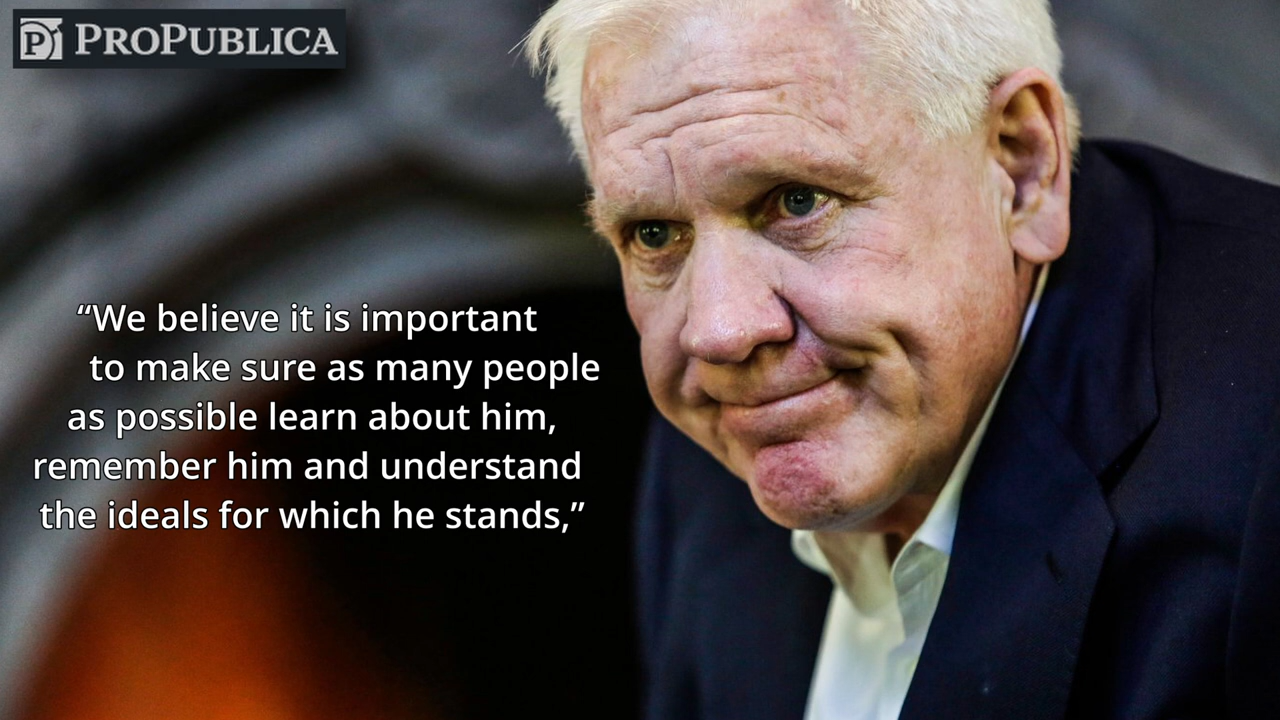 PROPUBLICA
“We believe it is important
to make sure as many people
as possible learn about him,
remember him and understand
the ideals for which he stands,”